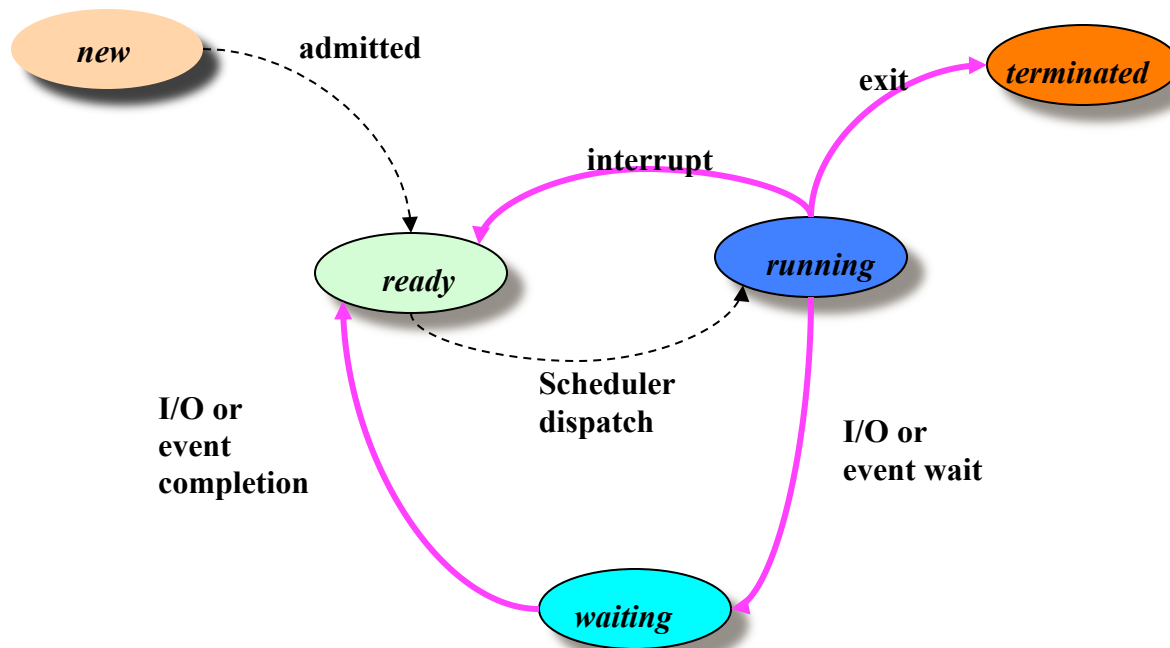 new
admitted
terminated
exit
interrupt
ready
running
Scheduler
dispatch
I/O or
event
completion
I/O or
event wait
waiting